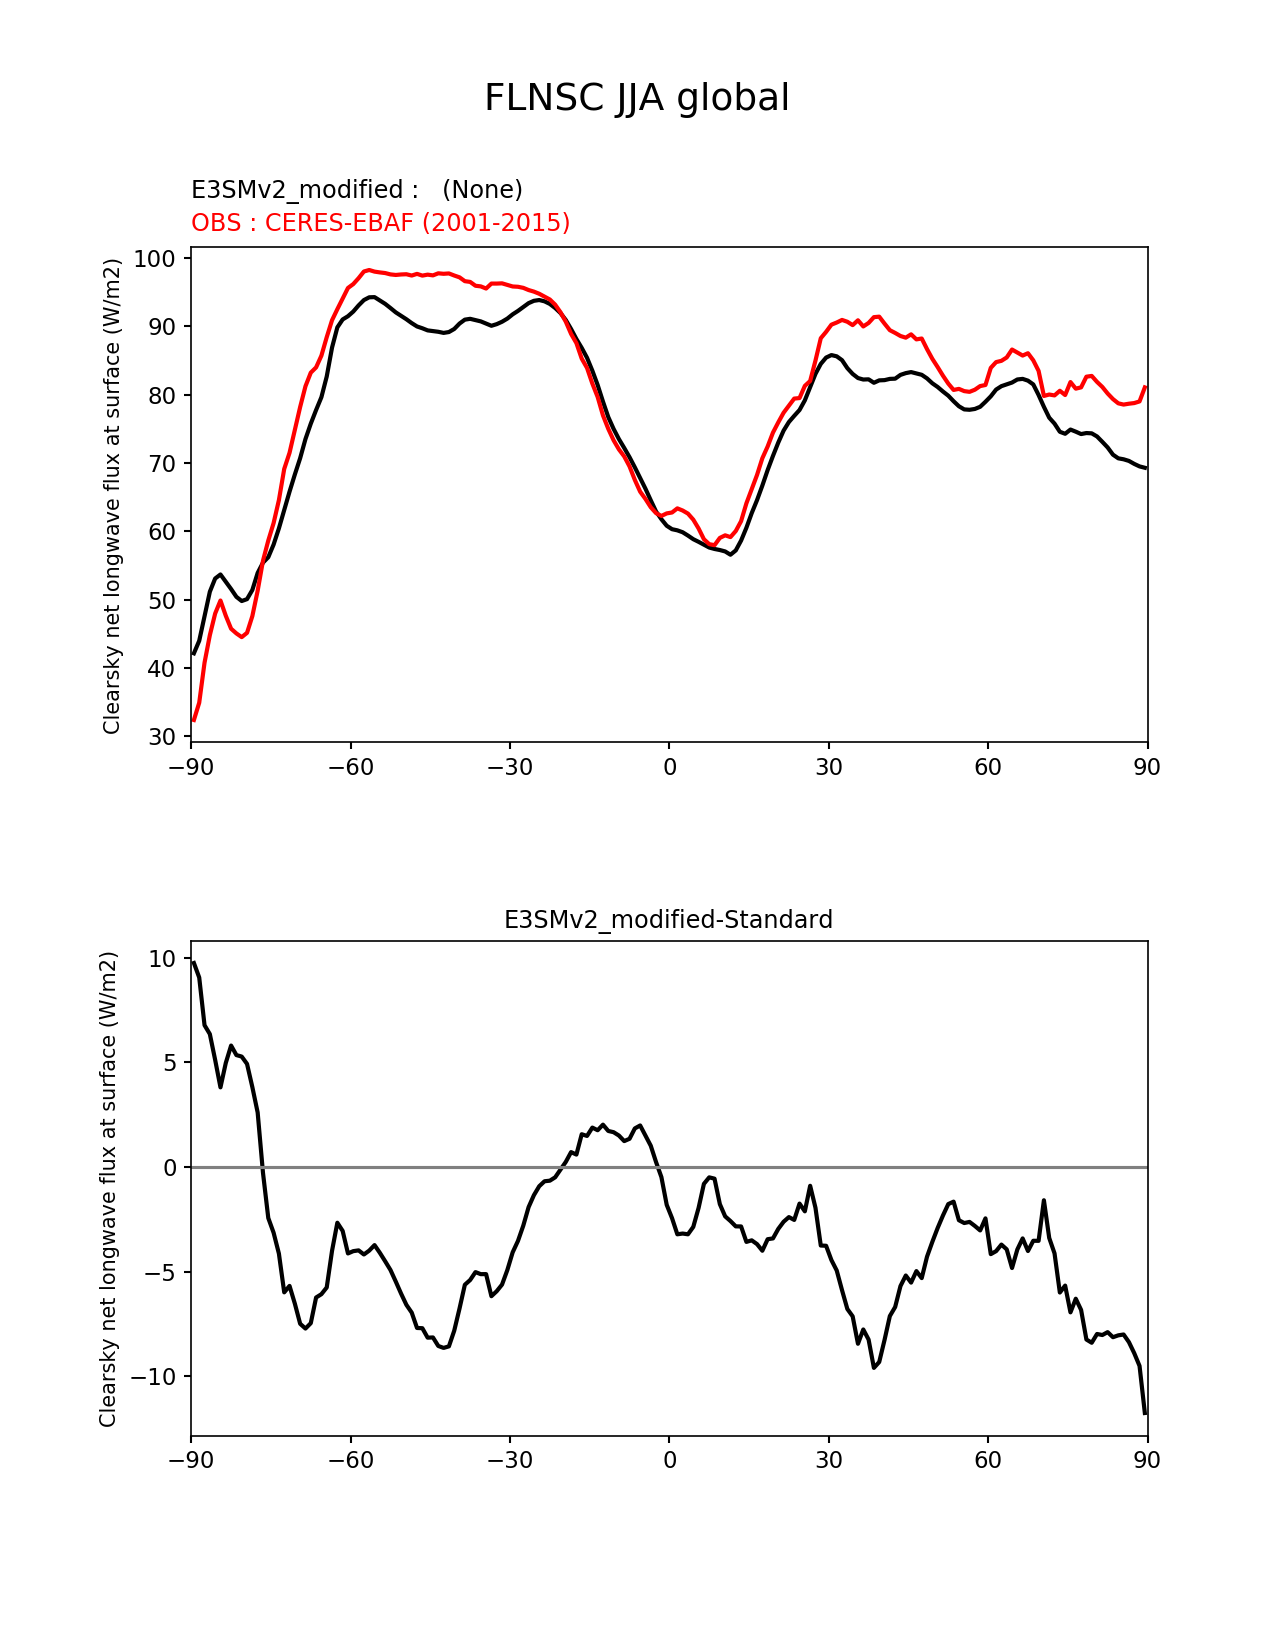 FLNSC JJA global
E3SMv2_modified :   (None)
OBS : CERES-EBAF (2001-2015)
Clearsky net longwave flux at surface (W/m2)
100
90
80
70
60
50
40
30
−90 −60 −30 0 30 60 90
E3SMv2_modified-Standard
Clearsky net longwave flux at surface (W/m2)
10
5
0
−5
−10
−90 −60 −30 0 30 60 90